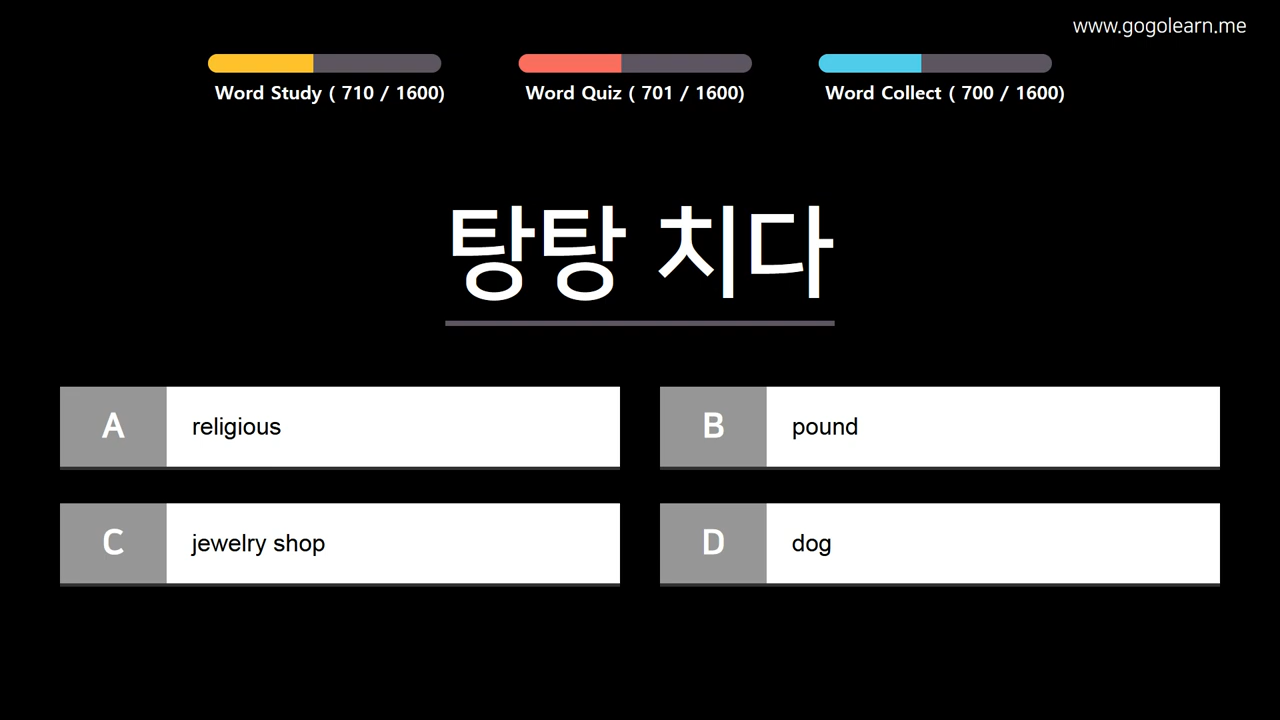 www.gogolearn.me
Word Study ( 710 / 1600)
Word Quiz ( 701 / 1600)
Word Collect ( 700 / 1600)
탕탕 치다
A religious
B pound
C jewelry shop
D dog